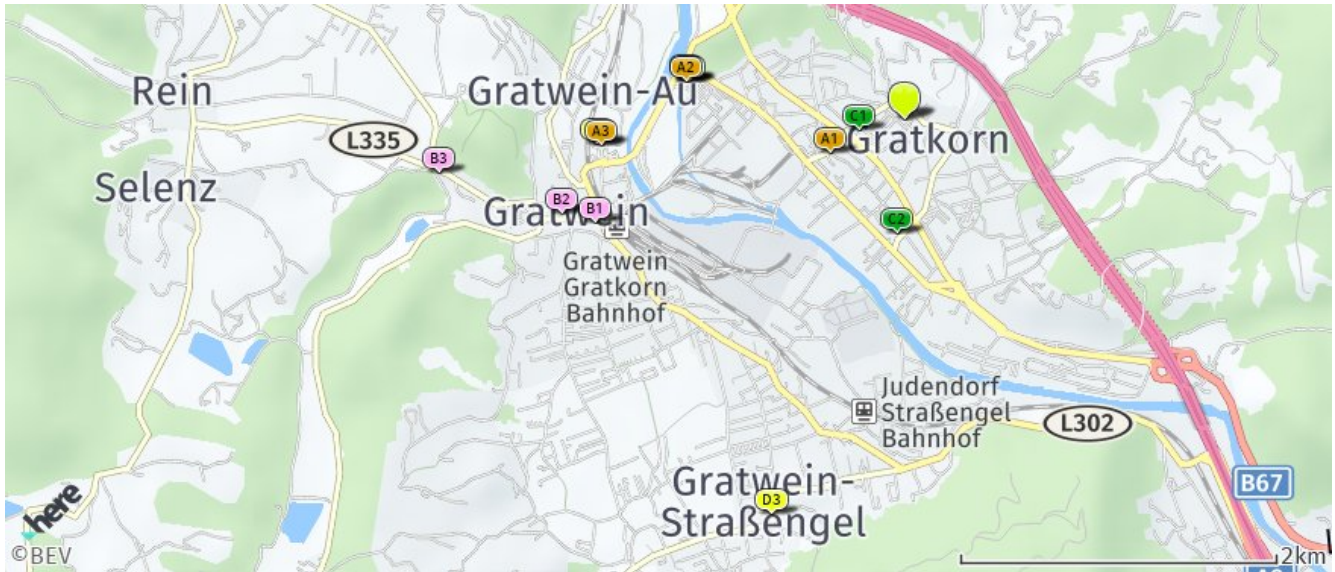 A2
Rein
Gratwein-Au
C1
A3
A1
Gratkorn
L335
B3
Selenz
B2
B1
Gratwein
C2
Gratwein
Gratkorn
Bahnhof
Judendorf
Straßengel
Bahnhof
L302
Gratwein-
Straßengel
D3
B67
here
©BEV
2km